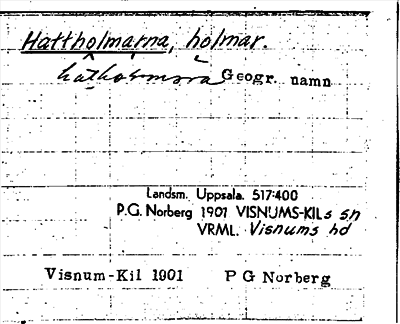 Hattholmarna, holmar.
Geogr. namn
Landsm. Uppsala. 517:400
P.G. Norberg 1901 VISNUMS-KILs sn
VRML. Visnums hd
Visnum-Kil 1901 P G Norberg